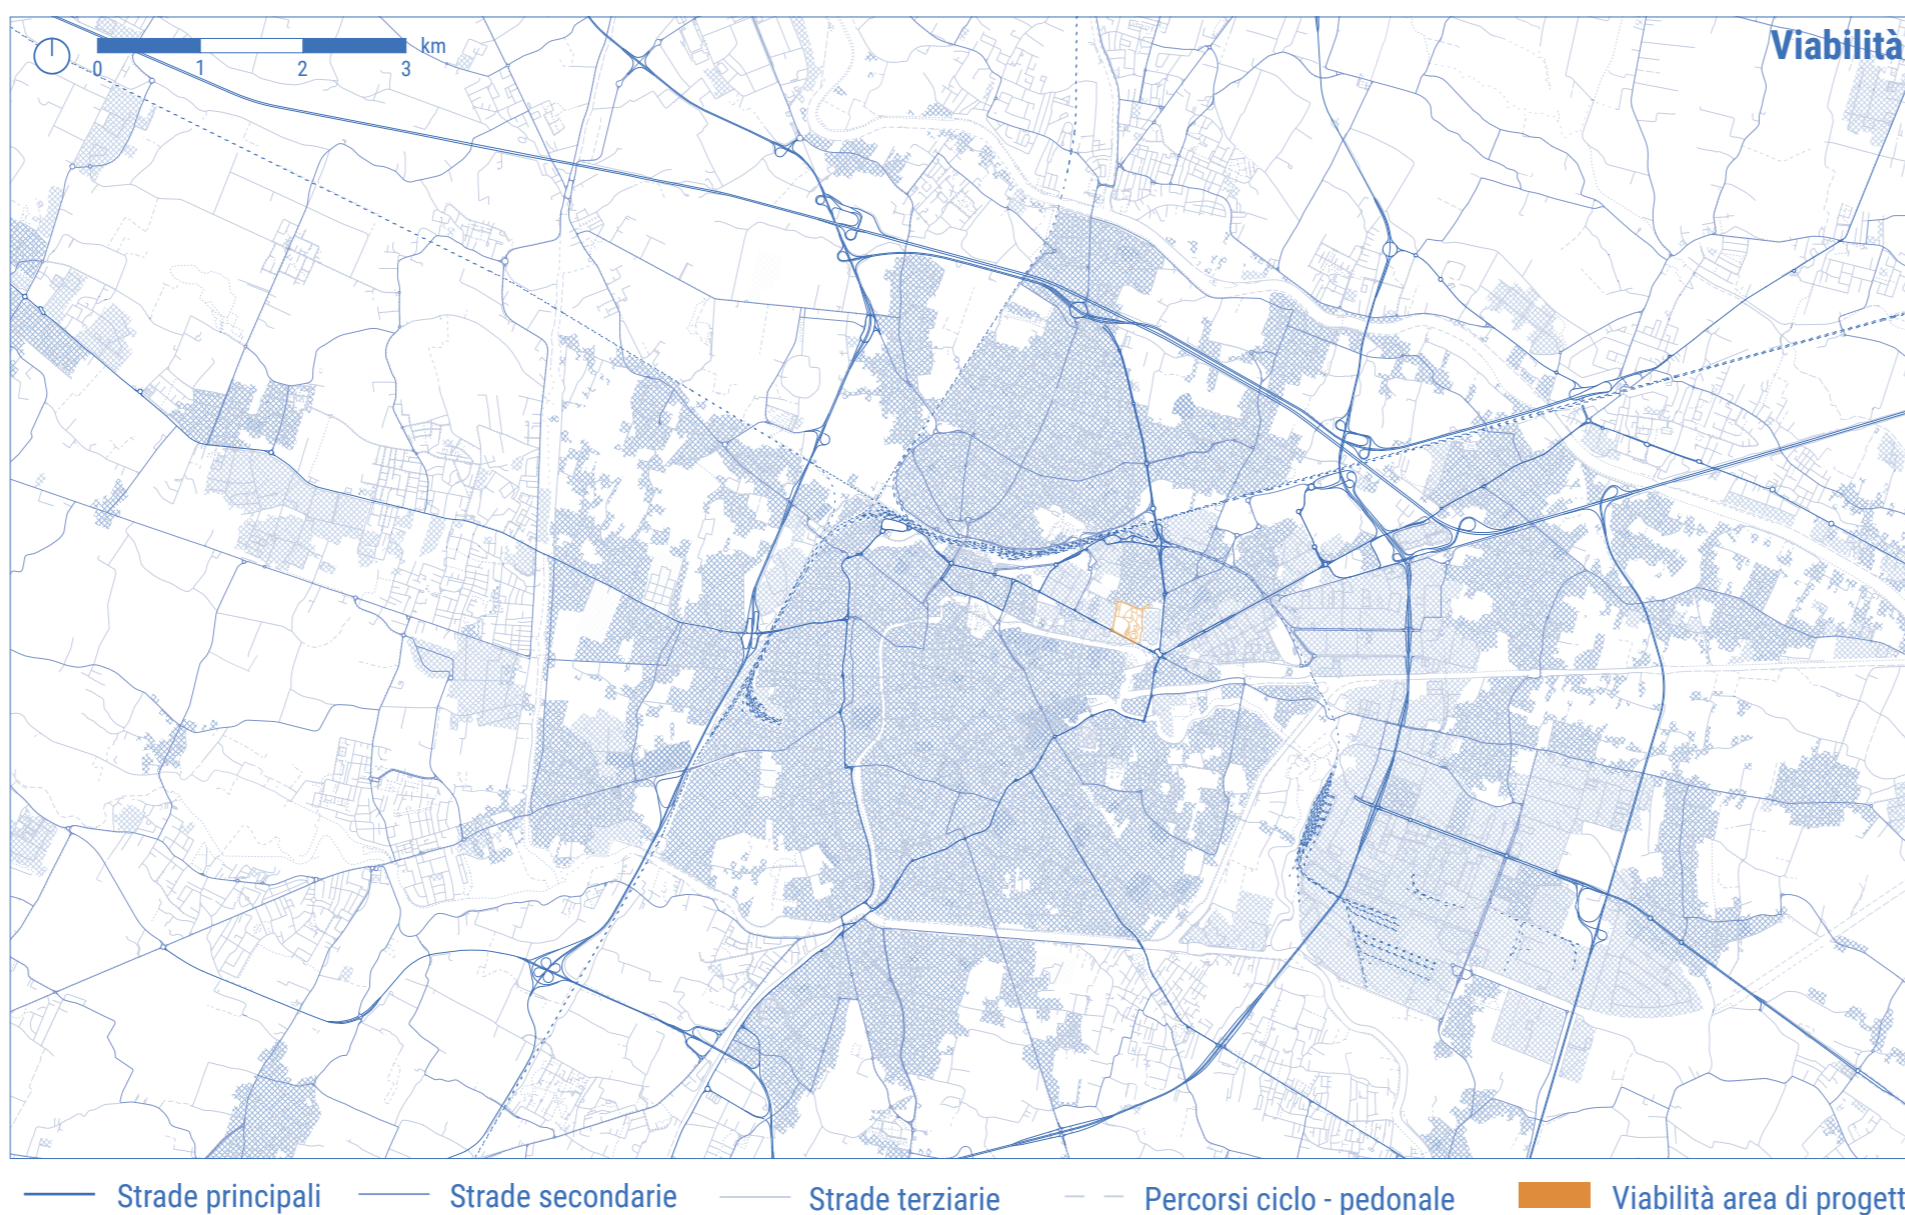 Viabilità
km
0 1 2 3
Strade principali
Strade secondarie
Strade terziarie
Percorsi ciclo - pedonale
Viabilità area di progett